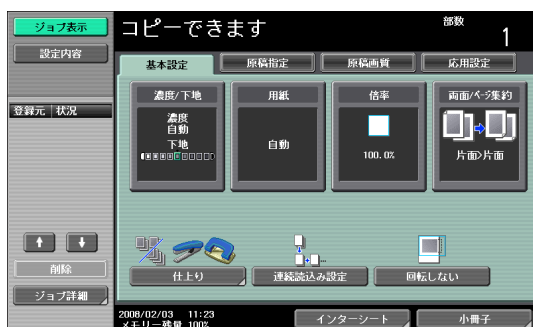 ジョブ表示
設定内容
登録元 状況
削除
ジョブ詳細
コピーできます
部数
1
基本設定
原稿指定
原稿画質
応用設定
濃度/下地
濃度
自動
下地
用紙
自動
倍率
100.0%
両面/ページ集約
片面>片面
仕上り
連続読込み設定
回転しない
2008/02/03 11:23
メモリー残量 100%
インターシート
小冊子